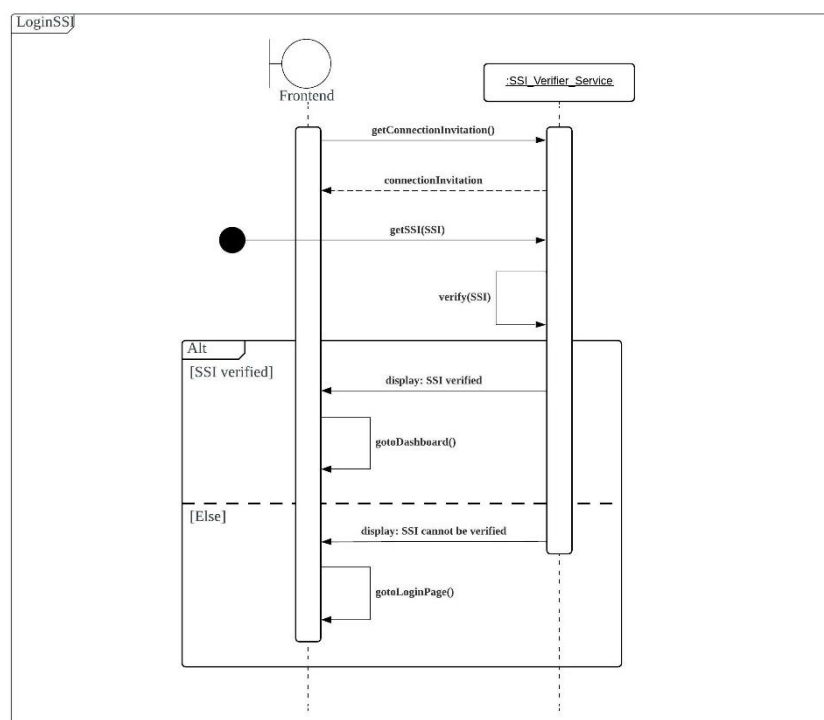 LoginSSI
Frontend
:SSI_Verifier_Service
getConnectionInvitation()
connectionInvitation
getSSI(SSI)
verify(SSI)
Alt
[SSI verified]
display: SSI verified
gotoDashboard()
[Else]
display: SSI cannot be verified
gotoLoginPage()